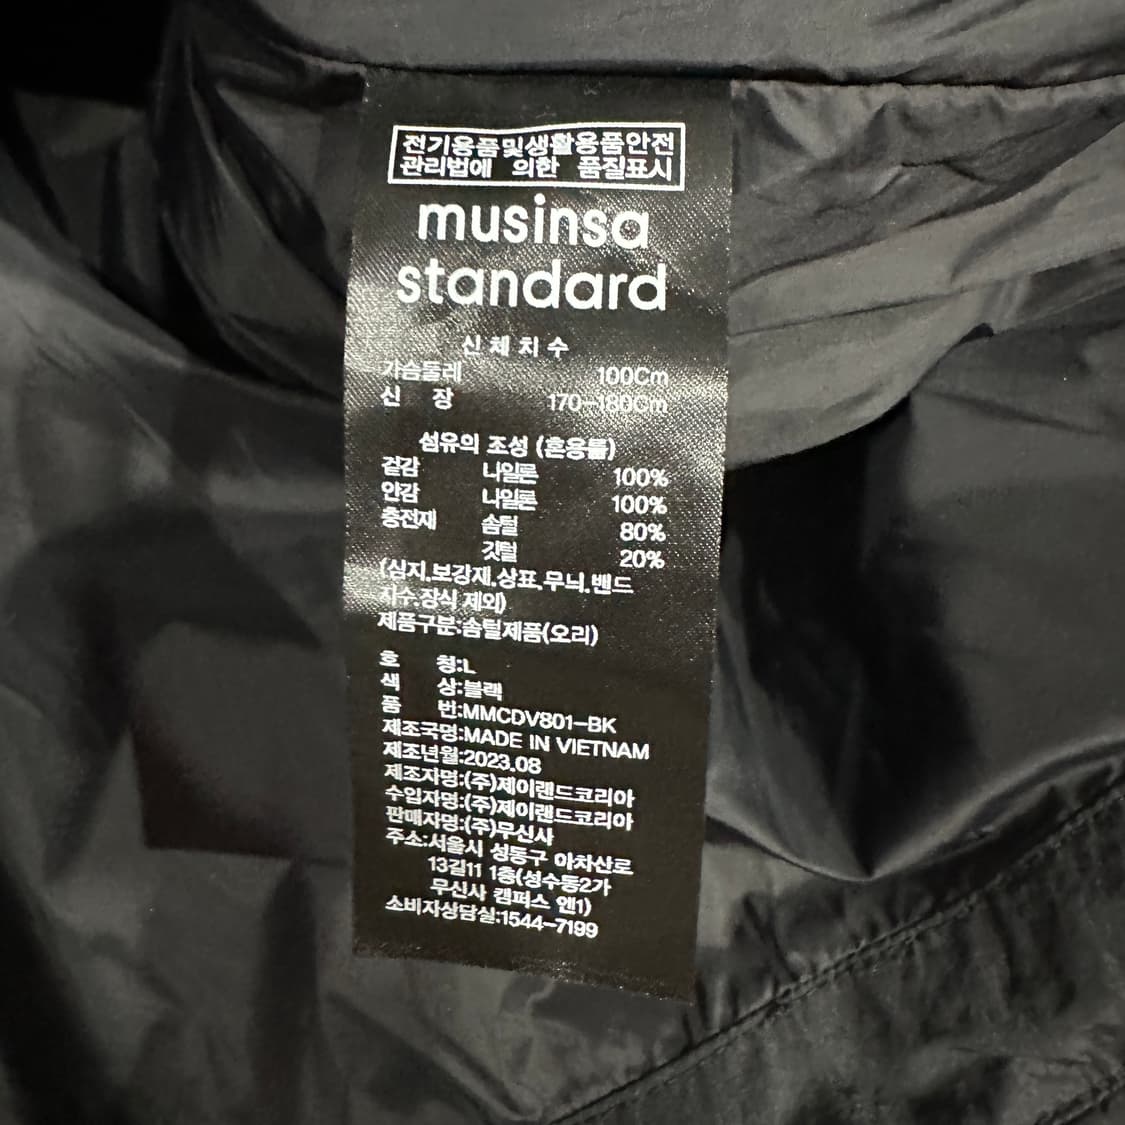 전기용품및생활용품안전
관리법에 의한 품질표시
musinsa
standard
신체치수
가슴둘레 100Cm
신 장 170-180Cm
섬유의 조성 (혼용률)
겉감 나일론 100%
안감 나일론 100%
충전재 솜털 80%
깃털 20%
(심지,보강재,상표,무늬,밴드
자수,장식 제외)
제품구분:솜털제품(오리)
호 칭:L
색 상:블랙
품 번:MMCDV801-BK
제조국명:MADE IN VIETNAM
제조년월:2023.08
제조자명:(주)제이랜드코리아
수입자명:(주)제이랜드코리아
판매자명:(주)무신사
주소:서울시 성동구 아차산로
13길11 1층(성수동2가
무신사 캠퍼스 엔1)
소비자상담실:1544-7199